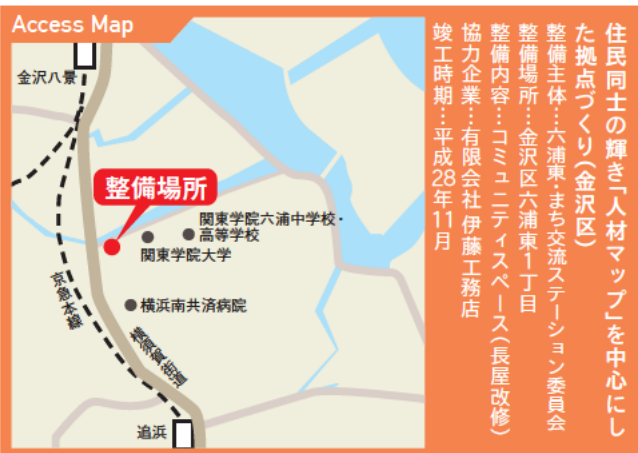 Access Map
住民同士の輝き「人材マップ」を中心にし
た拠点づくり(金沢区)
整備主体…六浦東・まち交流ステーション委員会
整備場所…金沢区六浦東1丁目
整備内容…コミュニティスペース(長屋改修)
協力企業…有限会社 伊藤工務店
竣工時期…平成28年11月
金沢八景
整備場所
関東学院六浦中学校・
高等学校
関東学院大学
京急本線
横浜南共済病院
横須賀街道
追浜